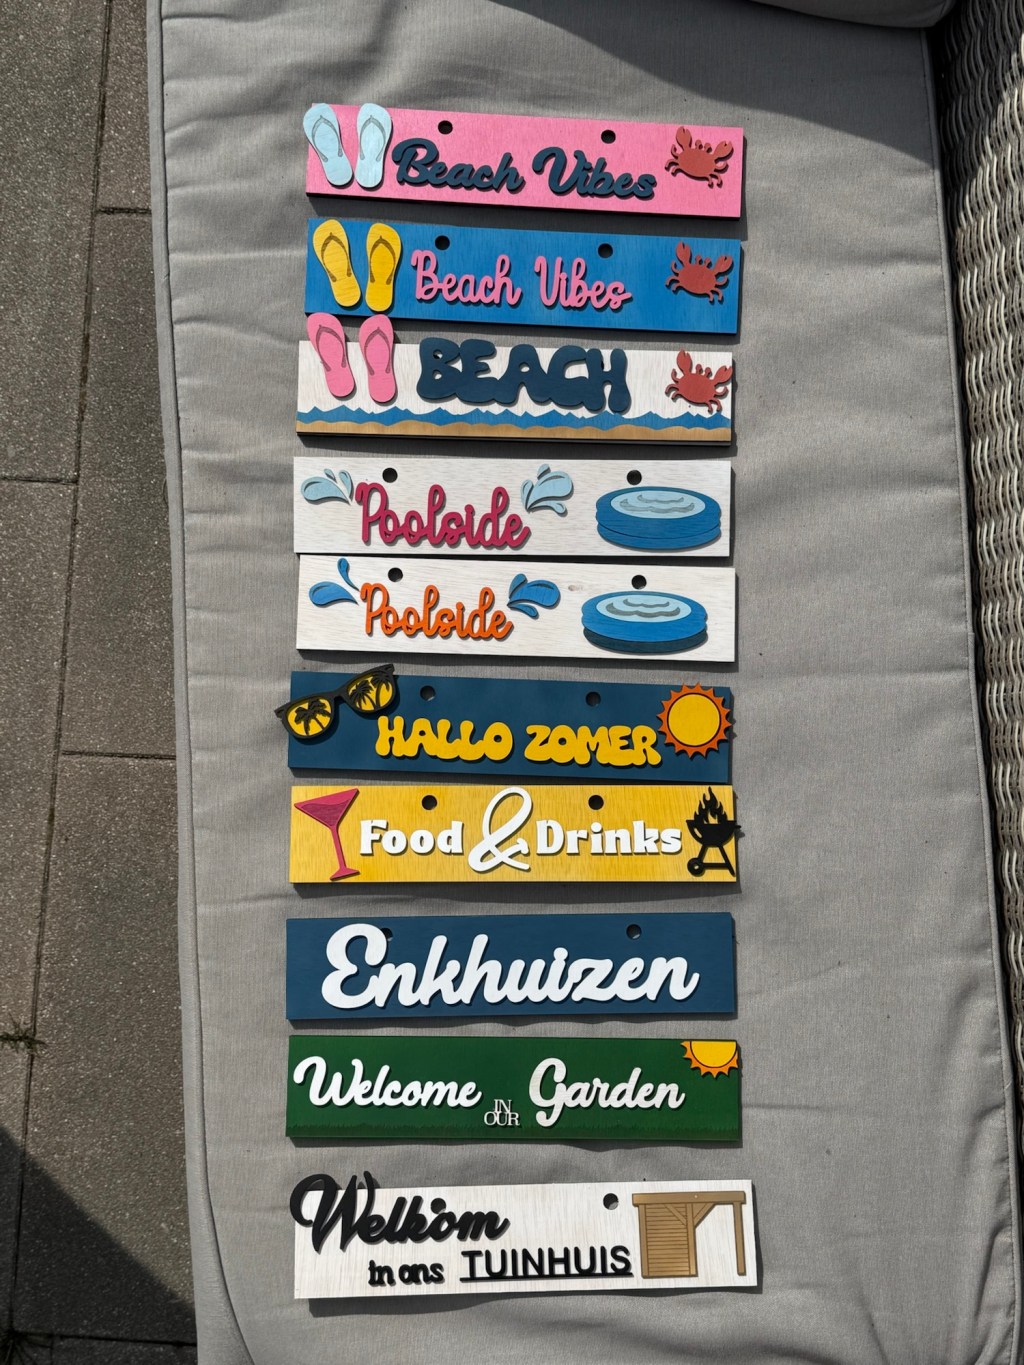 Beach Vibes
Beach Vibes
BEACH
Poolside
Poolside
HALLO ZOMER
Food & Drinks
Enkhuizen
Welcome IN OUR Garden
Welkom
in ons TUINHUIS